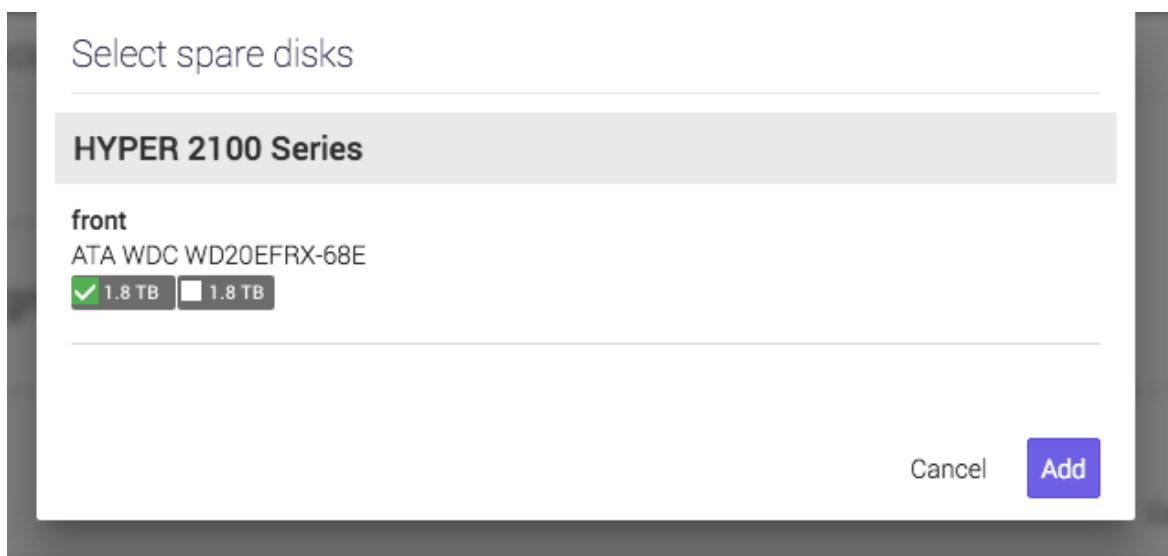 Select spare disks
HYPER 2100 Series
front
ATA WDC WD20EFRX-68E
1.8 TB 1.8 TB
Cancel Add